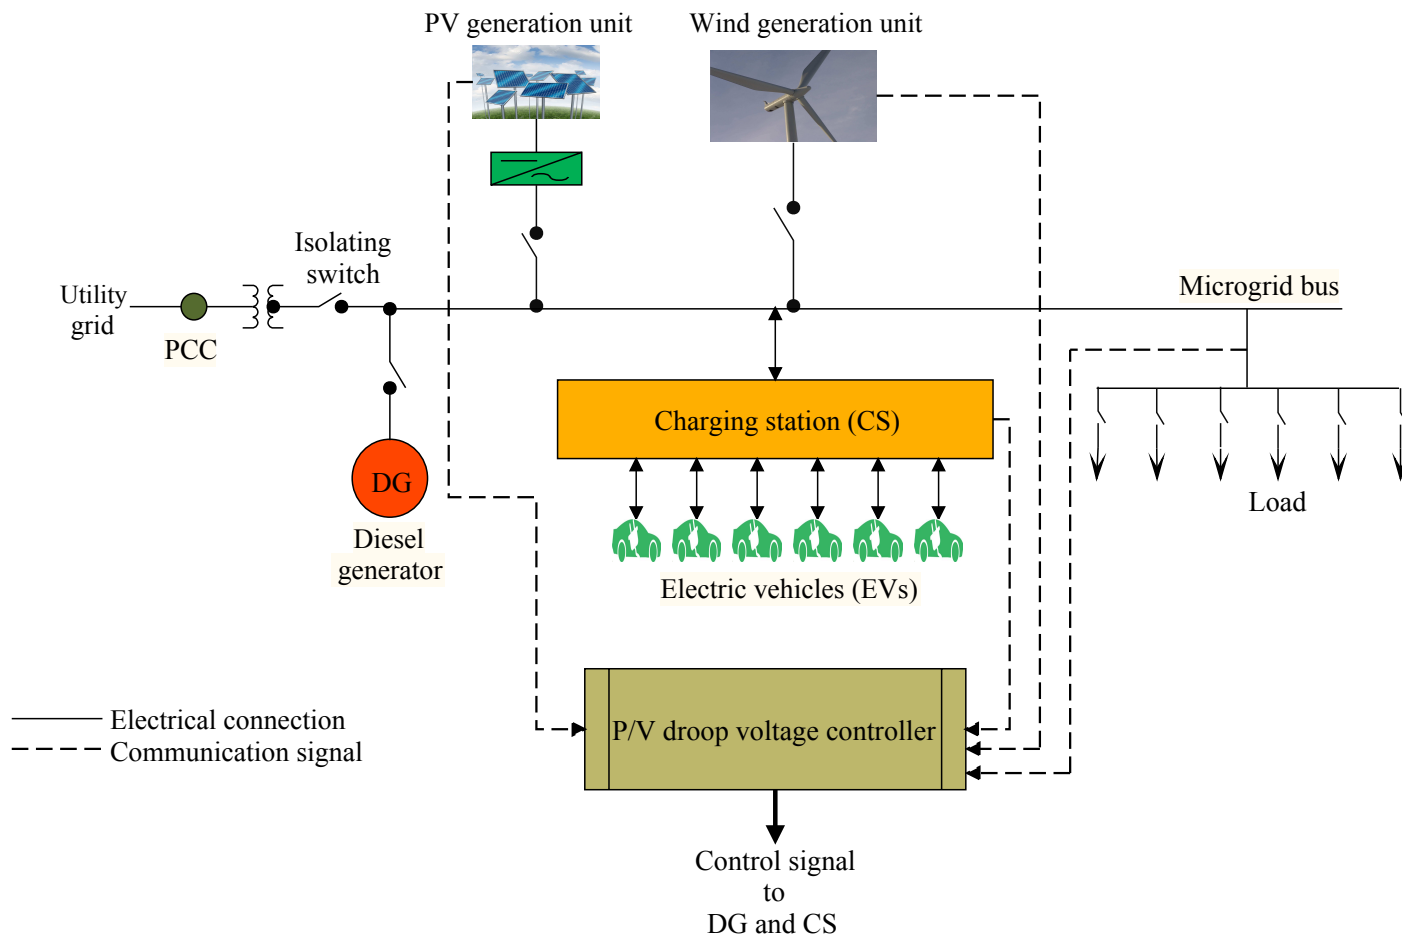 PV generation unit
Wind generation unit
Isolating
switch
Utility
grid
PCC
Microgrid bus
Charging station (CS)
DG
Diesel
generator
Load
Electric vehicles (EVs)
Electrical connection
Communication signal
P/V droop voltage controller
Control signal
to
DG and CS